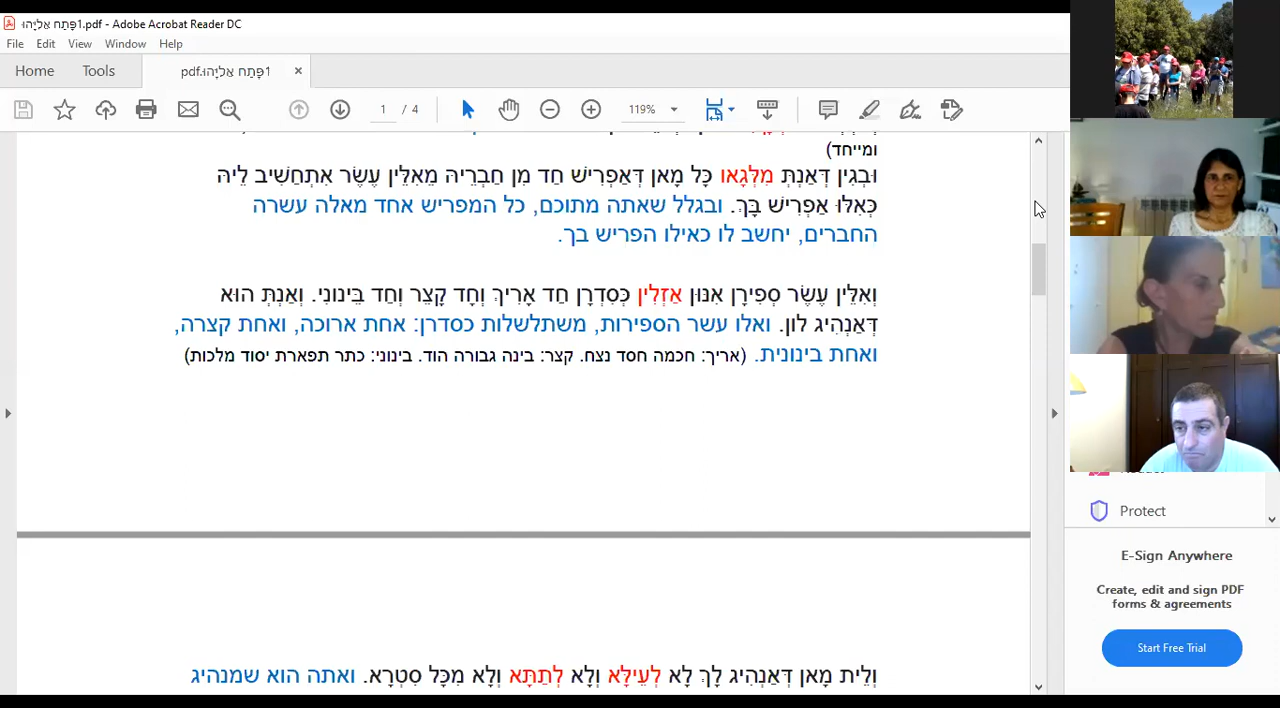 פָּתַח אֵלִיָּהוּ1.pdf - Adobe Acrobat Reader DC
File Edit View Window Help
Home Tools פָּתַח אֵלִיָּהוּ1.pdf ×
1 / 4 119%
ומייחד)
וּבְגִין דְּאַנְתְּ מִלְּגָאו כָּל מָאן דְּאַפְרִישׁ חַד מִן חַבְרֵיהּ מֵאִלֵּין עֶשֶׂר אִתְחַשִׁיב לֵיהּ
כְּאִלּוּ אַפְרִישׁ בָּךְ. ובגלל שאתה מתוכם, כל המפריש אחד מאלה עשרה
החברים, יחשב לו כאילו הפריש בך.
וְאִלֵּין עֶשֶׂר סְפִירָן אִנּוּן אַזְלִין כְּסִדְרָן חַד אָרִיךְ וְחָד קָצֵר וְחַד בֵּינוֹנִי. וְאַנְתְּ הוּא
דְּאַנְהִיג לוֹן. ואלו עשר הספירות, משתלשלות כסדרן: אחת ארוכה, ואחת קצרה,
ואחת בינונית. (אריך: חכמה חסד נצח. קצר: בינה גבורה הוד. בינוני: כתר תפארת יסוד מלכות)
וְלֵית מָאן דְּאַנְהִיג לָךְ לָא לְעֵילָּא וְלָא לְתַתָּא וְלָא מִכָּל סִטְרָא. ואתה הוא שמנהיג
Protect
E-Sign Anywhere
Create, edit and sign PDF
forms & agreements
Start Free Trial